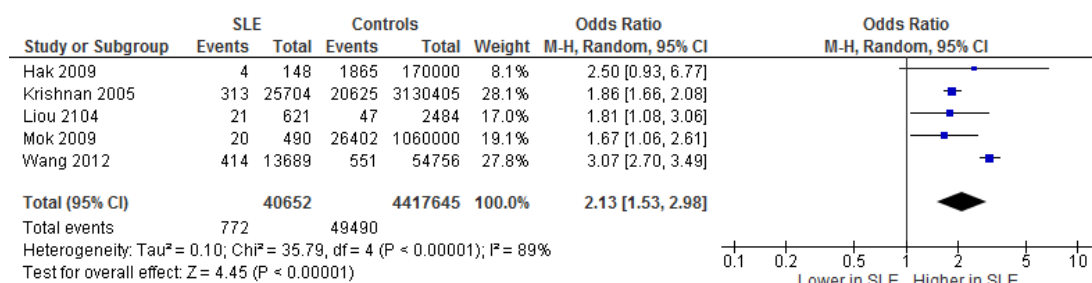 SLE Controls Odds Ratio Odds Ratio
Study or Subgroup Events Total Events Total Weight M-H, Random, 95% CI M-H, Random, 95% CI
Hak 2009 4 148 1865 170000 8.1% 2.50 [0.93, 6.77]
Krishnan 2005 313 25704 20625 3130405 28.1% 1.86 [1.66, 2.08]
Liou 2104 21 621 47 2484 17.0% 1.81 [1.08, 3.06]
Mok 2009 20 490 26402 1060000 19.1% 1.67 [1.06, 2.61]
Wang 2012 414 13689 551 54756 27.8% 3.07 [2.70, 3.49]
Total (95% CI) 40652 4417645 100.0% 2.13 [1.53, 2.98]
Total events 772 49490
Heterogeneity: Tau² = 0.10; Chi² = 35.79, df = 4 (P < 0.00001); I² = 89%
Test for overall effect: Z = 4.45 (P < 0.00001)
0.1 0.2 0.5 1 2 5 10
Lower in SLE Higher in SLE